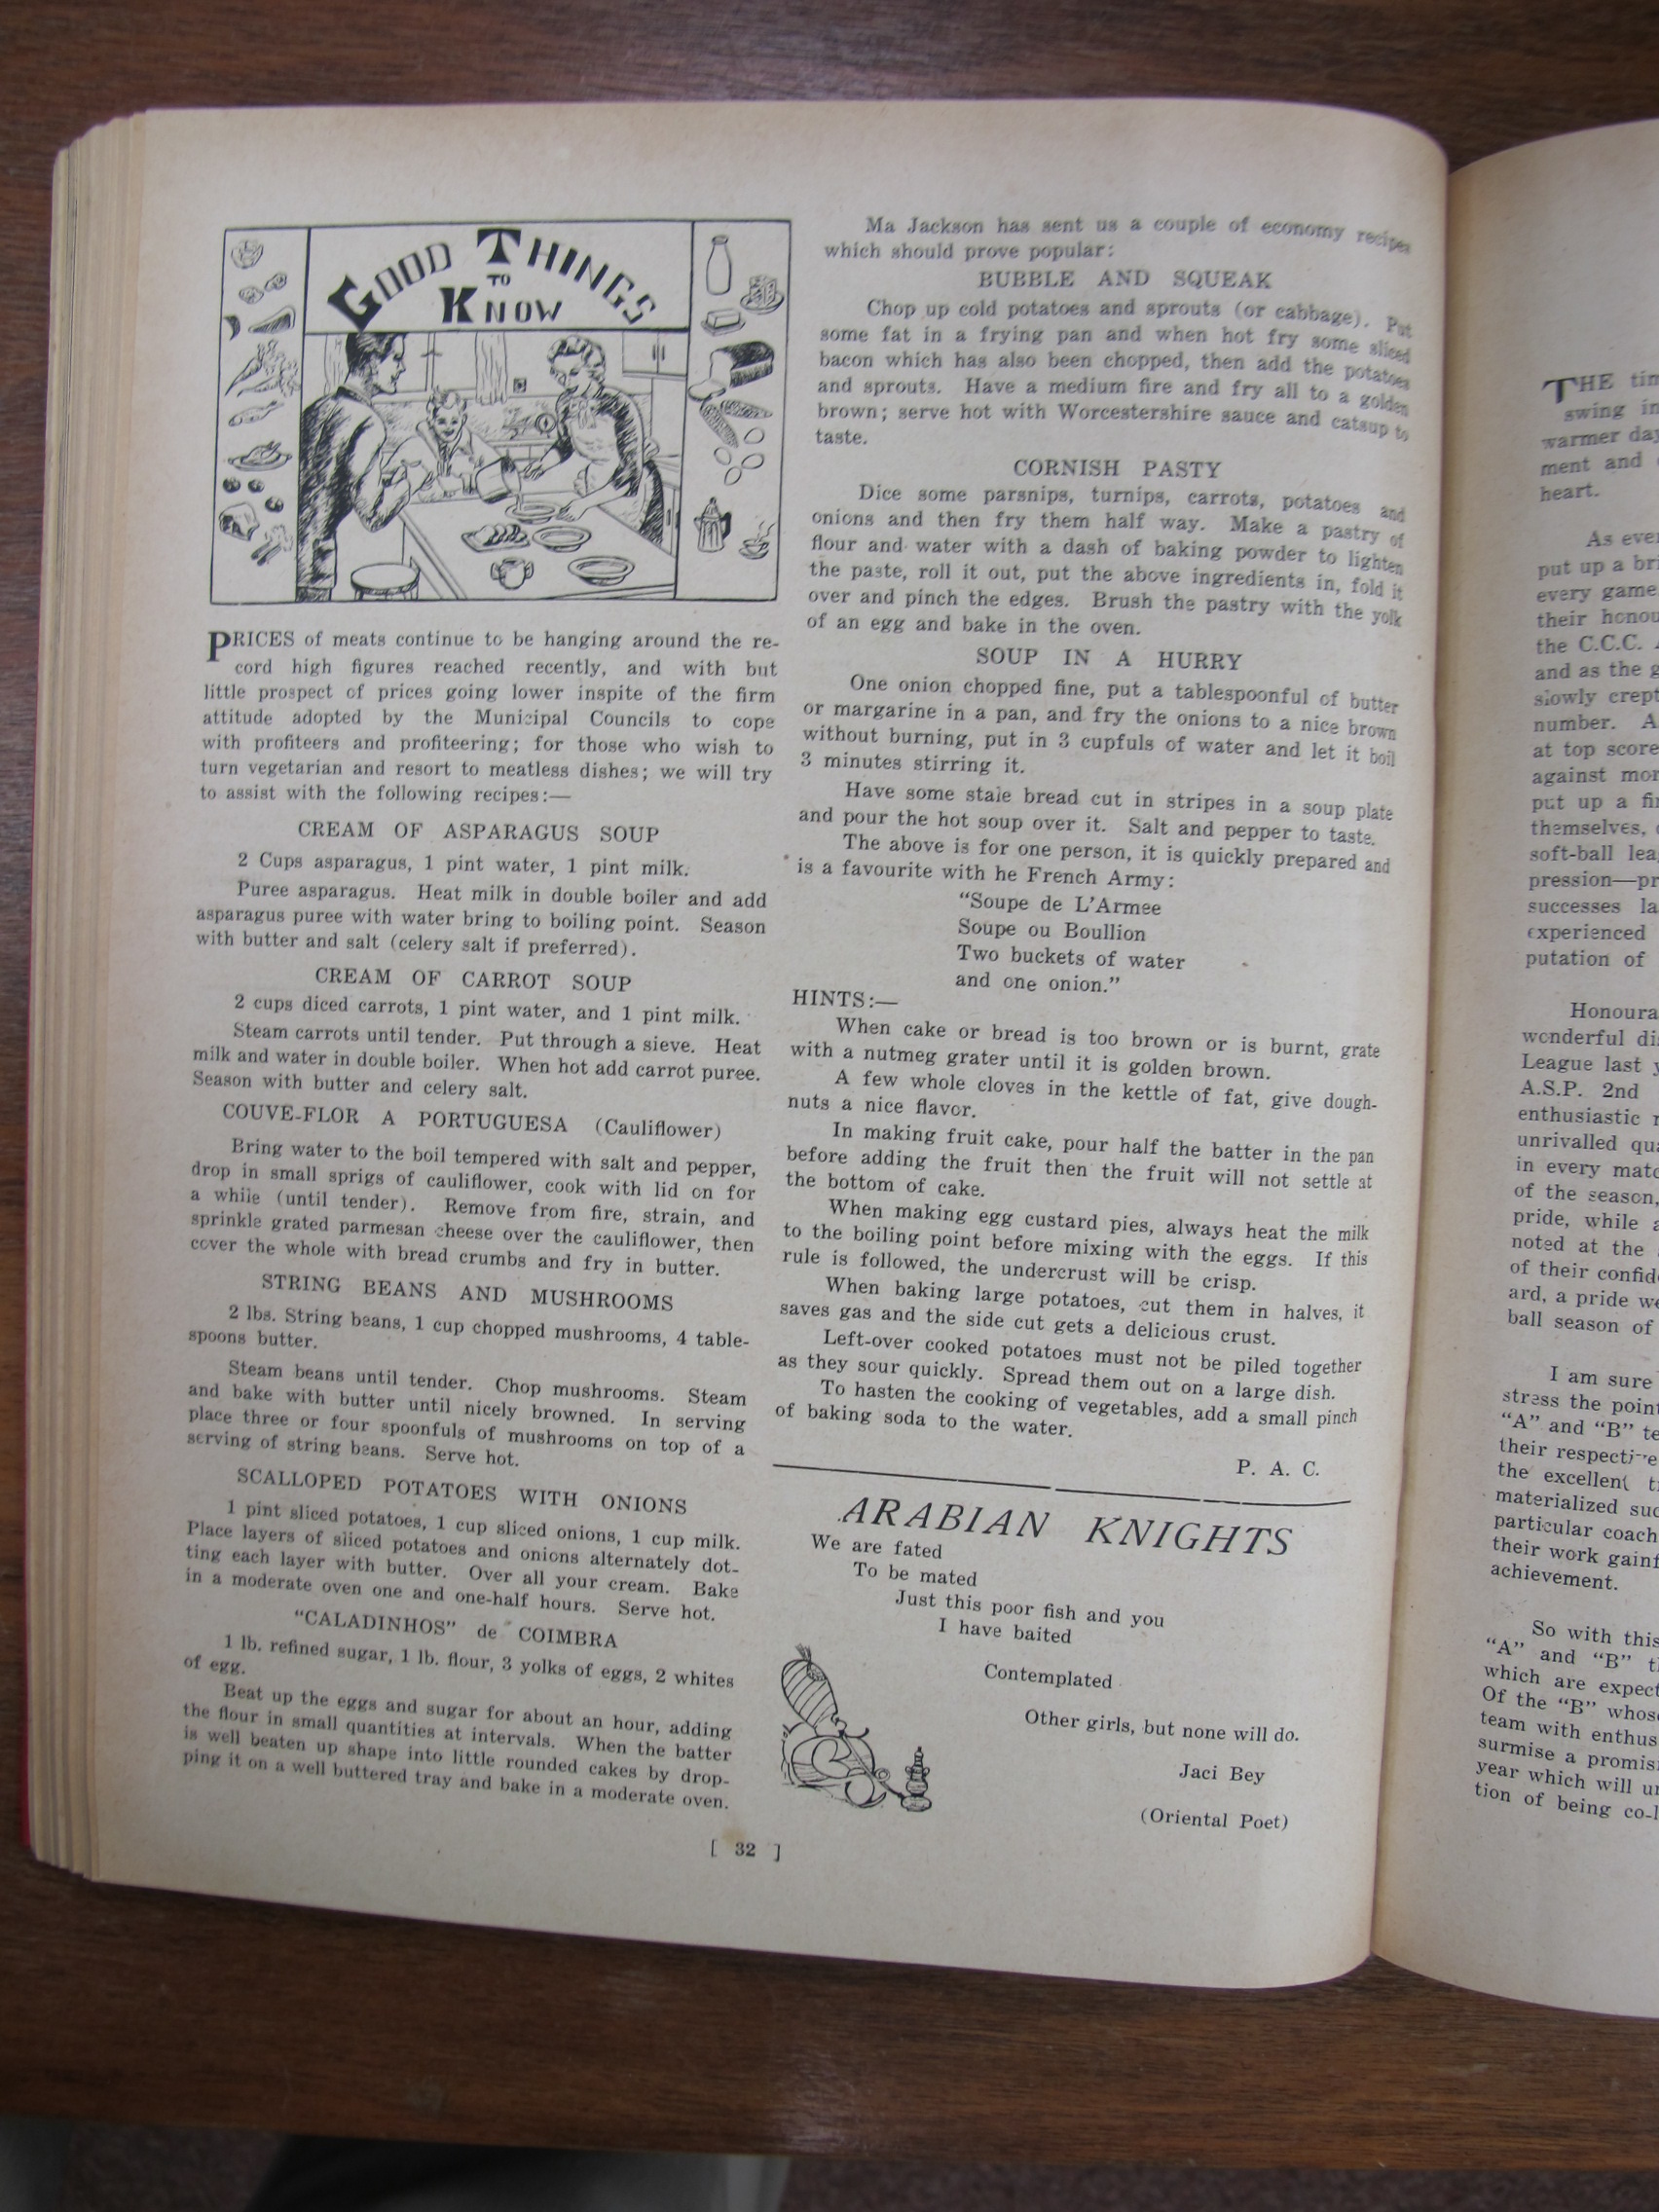 GOOD THINGS
TO
KNOW
PRICES of meats continue to be hanging around the re-
cord high figures reached recently, and with but
little prospect of prices going lower inspite of the firm
attitude adopted by the Municipal Councils to cope
with profiteers and profiteering; for those who wish to
turn vegetarian and resort to meatless dishes; we will try
to assist with the following recipes:—
CREAM OF ASPARAGUS SOUP
2 Cups asparagus, 1 pint water, 1 pint milk.
Puree asparagus. Heat milk in double boiler and add
asparagus puree with water bring to boiling point. Season
with butter and salt (celery salt if preferred).
CREAM OF CARROT SOUP
2 cups diced carrots, 1 pint water, and 1 pint milk.
Steam carrots until tender. Put through a sieve. Heat
milk and water in double boiler. When hot add carrot puree.
Season with butter and celery salt.
COUVE-FLOR A PORTUGUESA (Cauliflower)
Bring water to the boil tempered with salt and pepper,
drop in small sprigs of cauliflower, cook with lid on for
a while (until tender). Remove from fire, strain, and
sprinkle grated parmesan cheese over the cauliflower, then
cover the whole with bread crumbs and fry in butter.
STRING BEANS AND MUSHROOMS
2 lbs. String beans, 1 cup chopped mushrooms, 4 table-
spoons butter.
Steam beans until tender. Chop mushrooms. Steam
and bake with butter until nicely browned. In serving
place three or four spoonfuls of mushrooms on top of a
serving of string beans. Serve hot.
SCALLOPED POTATOES WITH ONIONS
1 pint sliced potatoes, 1 cup sliced onions, 1 cup milk.
Place layers of sliced potatoes and onions alternately dot-
ting each layer with butter. Over all your cream. Bake
in a moderate oven one and one-half hours. Serve hot.
"CALADINHOS" de COIMBRA
1 lb. refined sugar, 1 lb. flour, 3 yolks of eggs, 2 whites
of egg.
Beat up the eggs and sugar for about an hour, adding
the flour in small quantities at intervals. When the batter
is well beaten up shape into little rounded cakes by drop-
ping it on a well buttered tray and bake in a moderate oven.
Ma Jackson has sent us a couple of economy recipes
which should prove popular:
BUBBLE AND SQUEAK
Chop up cold potatoes and sprouts (or cabbage). Put
some fat in a frying pan and when hot fry some sliced
bacon which has also been chopped, then add the potatoes
and sprouts. Have a medium fire and fry all to a golden
brown; serve hot with Worcestershire sauce and catsup to
taste.
CORNISH PASTY
Dice some parsnips, turnips, carrots, potatoes and
onions and then fry them half way. Make a pastry of
flour and water with a dash of baking powder to lighten
the paste, roll it out, put the above ingredients in, fold it
over and pinch the edges. Brush the pastry with the yolk
of an egg and bake in the oven.
SOUP IN A HURRY
One onion chopped fine, put a tablespoonful of butter
or margarine in a pan, and fry the onions to a nice brown
without burning, put in 3 cupfuls of water and let it boil
3 minutes stirring it.
Have some stale bread cut in stripes in a soup plate
and pour the hot soup over it. Salt and pepper to taste.
The above is for one person, it is quickly prepared and
is a favourite with he French Army:
"Soupe de L'Armee
Soupe ou Boullion
Two buckets of water
and one onion."
HINTS:—
When cake or bread is too brown or is burnt, grate
with a nutmeg grater until it is golden brown.
A few whole cloves in the kettle of fat, give dough-
nuts a nice flavor.
In making fruit cake, pour half the batter in the pan
before adding the fruit then the fruit will not settle at
the bottom of cake.
When making egg custard pies, always heat the milk
to the boiling point before mixing with the eggs. If this
rule is followed, the undercrust will be crisp.
When baking large potatoes, cut them in halves, it
saves gas and the side cut gets a delicious crust.
Left-over cooked potatoes must not be piled together
as they sour quickly. Spread them out on a large dish.
To hasten the cooking of vegetables, add a small pinch
of baking soda to the water.
P. A. C.
ARABIAN KNIGHTS
We are fated
To be mated
Just this poor fish and you
I have baited
Contemplated
Other girls, but none will do.
Jaci Bey
(Oriental Poet)
[ 32 ]
THE
swing
warmer
ment and
heart.
As
put up a
every game
their
the C.C.C.
and as the
slowly crept
number. A
at top score
against
put up a
themselves,
soft-ball
successes
experienced
putation of
Honoura
wonderful
League last
A.S.P. 2nd
enthusiastic
unrivalled
in every
of the season,
pride, while
noted at the
of their
ard, a pride
ball season of
I am sure
stress the
"A" and "B"
their
the excellent
materialized
particular
their work
achievement.
So with this
"A" and "B"
which are
Of the "B"
team with
surmise a
year which will
tion of being